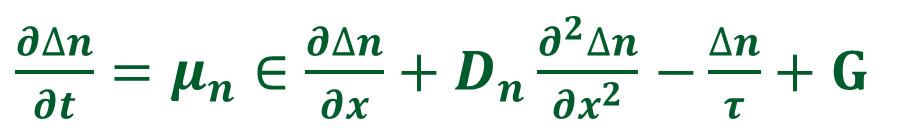 ∂Δn/∂t = μₙ ∈ ∂Δn/∂x + Dₙ ∂²Δn/∂x² − Δn/τ + G